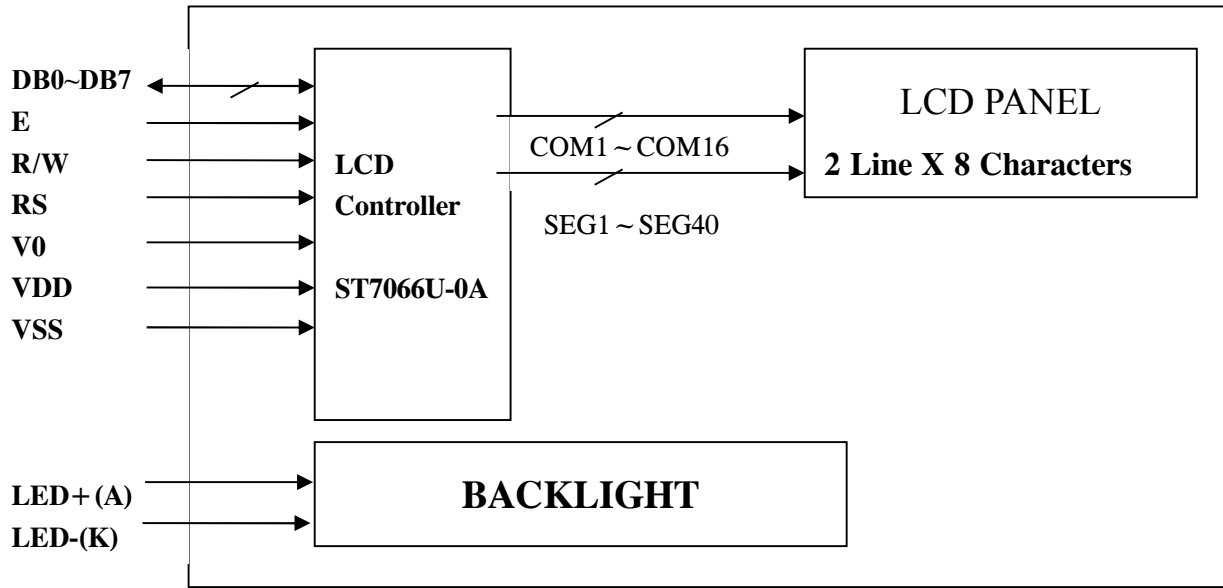 DB0~DB7
E
R/W
RS
V0
VDD
VSS
LCD
Controller
ST7066U-0A
COM1~COM16
SEG1~SEG40
LCD PANEL
2 Line X 8 Characters
LED+(A)
LED-(K)
BACKLIGHT